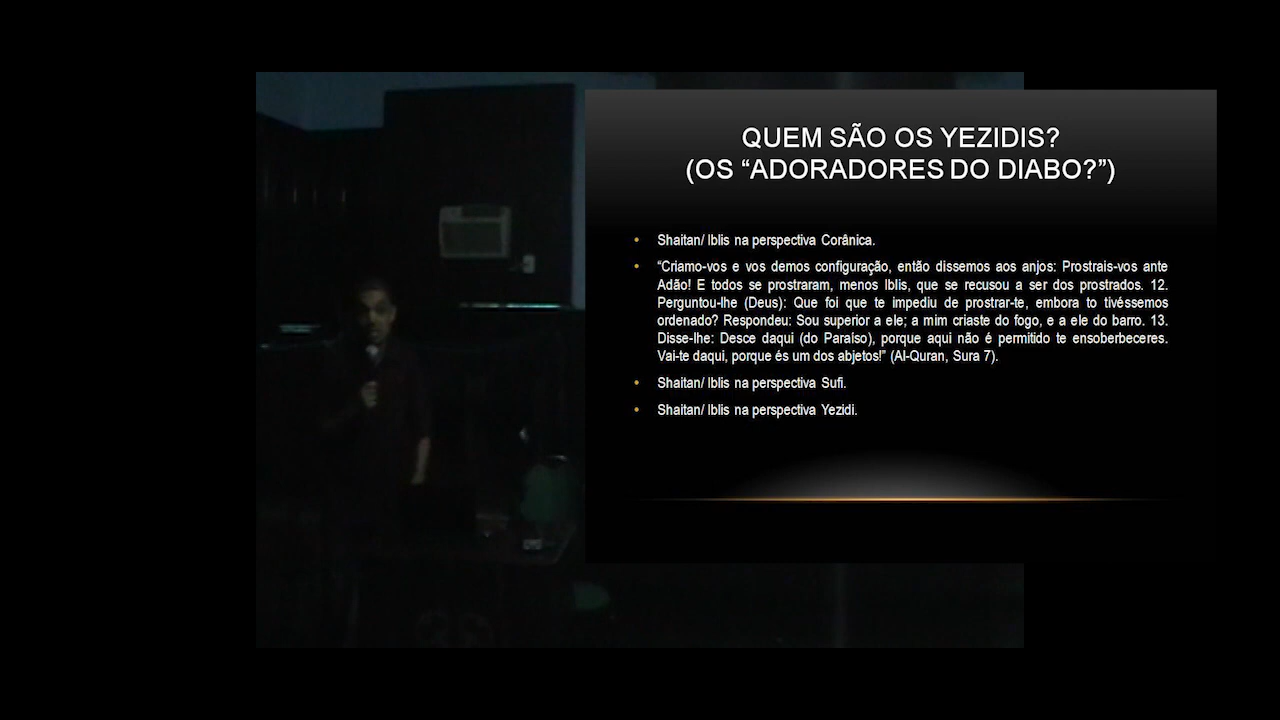 QUEM SÃO OS YEZIDIS?
(OS “ADORADORES DO DIABO?”)
• Shaitan/ Iblis na perspectiva Corânica.
• “Criamo-vos e vos demos configuração, então dissemos aos anjos: Prostrais-vos ante
Adão! E todos se prostraram, menos Iblis, que se recusou a ser dos prostrados. 12.
Perguntou-lhe (Deus): Que foi que te impediu de prostrar-te, embora to tivéssemos
ordenado? Respondeu: Sou superior a ele; a mim criaste do fogo, e a ele do barro. 13.
Disse-lhe: Desce daqui (do Paraíso), porque aqui não é permitido te ensoberbeceres.
Vai-te daqui, porque és um dos abjetos!” (Al-Quran, Sura 7).
• Shaitan/ Iblis na perspectiva Sufi.
• Shaitan/ Iblis na perspectiva Yezidi.